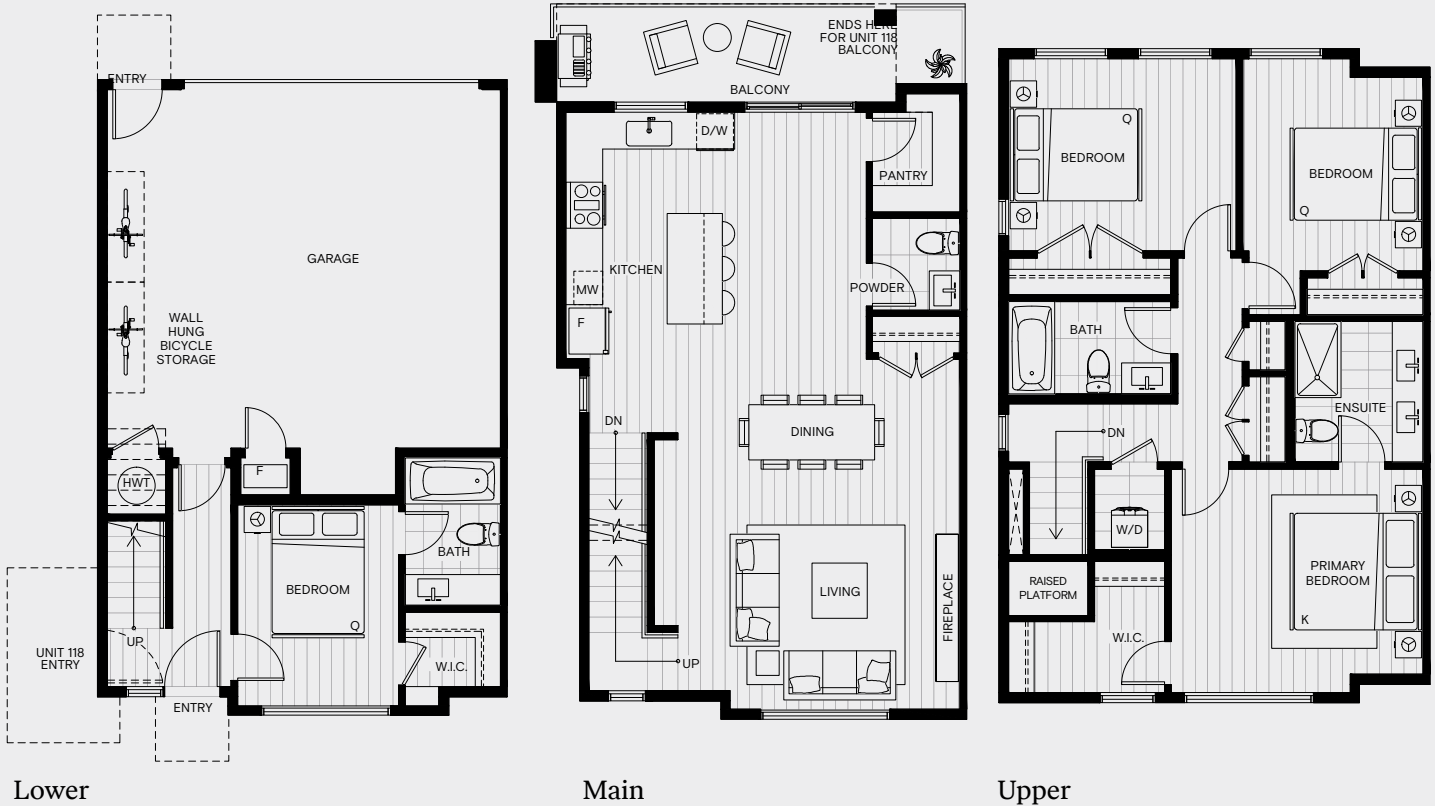 ENTRY
GARAGE
WALL
HUNG
BICYCLE
STORAGE
F
HWT
BATH
BEDROOM
Q
UP
W.I.C.
UNIT 118
ENTRY
ENTRY
Lower
ENDS HERE
FOR UNIT 118
BALCONY
BALCONY
D/W
PANTRY
KITCHEN
MW
F
POWDER
DN
DINING
LIVING
FIREPLACE
UP
Main
Q
BEDROOM
BEDROOM
Q
BATH
ENSUITE
DN
W/D
RAISED
PLATFORM
PRIMARY
BEDROOM
K
W.I.C.
Upper